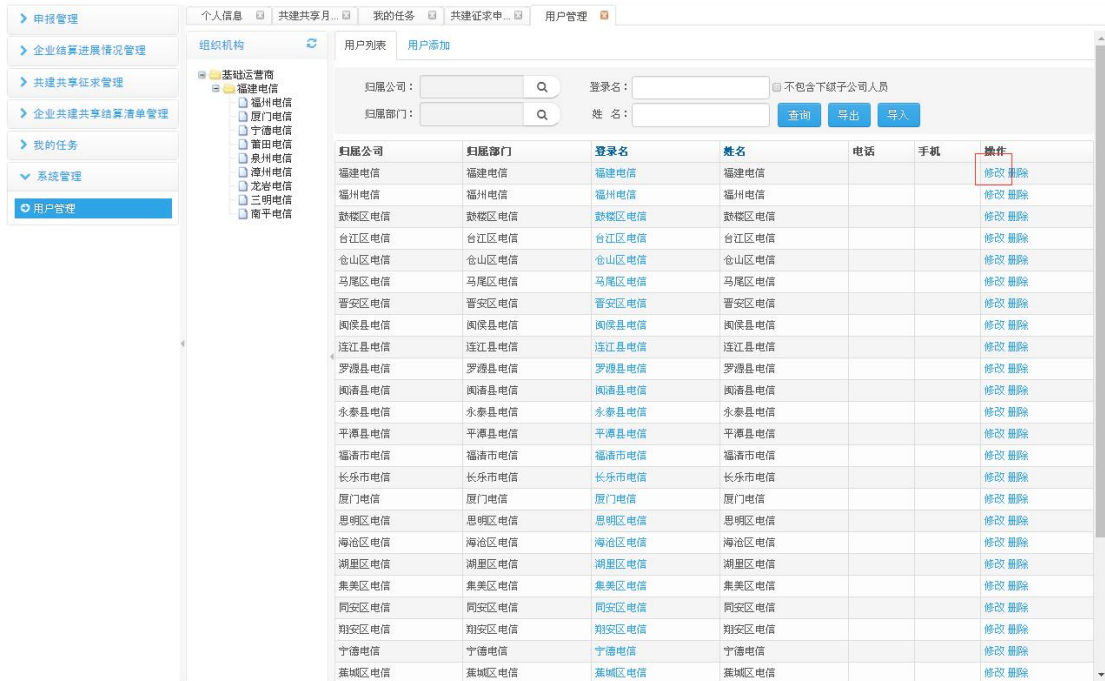 申报管理
企业结算进展情况管理
共建共享征求管理
企业共建共享结算清单管理
我的任务
系统管理
用户管理
个人信息 共建共享月... 我的任务 共建征求申... 用户管理
组织机构
基础运营商
福建电信
福州电信
厦门电信
宁德电信
莆田电信
泉州电信
漳州电信
龙岩电信
三明电信
南平电信
用户列表 用户添加
归属公司： 登录名： 不包含下级子公司人员
归属部门： 姓 名： 查询 导出 导入
归属公司 归属部门 登录名 姓名 电话 手机 操作
福建电信 福建电信 福建电信 福建电信 修改 删除
福州电信 福州电信 福州电信 福州电信 修改 删除
鼓楼区电信 鼓楼区电信 鼓楼区电信 鼓楼区电信 修改 删除
台江区电信 台江区电信 台江区电信 台江区电信 修改 删除
仓山区电信 仓山区电信 仓山区电信 仓山区电信 修改 删除
马尾区电信 马尾区电信 马尾区电信 马尾区电信 修改 删除
晋安区电信 晋安区电信 晋安区电信 晋安区电信 修改 删除
闽侯县电信 闽侯县电信 闽侯县电信 闽侯县电信 修改 删除
连江县电信 连江县电信 连江县电信 连江县电信 修改 删除
罗源县电信 罗源县电信 罗源县电信 罗源县电信 修改 删除
闽清县电信 闽清县电信 闽清县电信 闽清县电信 修改 删除
永泰县电信 永泰县电信 永泰县电信 永泰县电信 修改 删除
平潭县电信 平潭县电信 平潭县电信 平潭县电信 修改 删除
福清市电信 福清市电信 福清市电信 福清市电信 修改 删除
长乐市电信 长乐市电信 长乐市电信 长乐市电信 修改 删除
厦门电信 厦门电信 厦门电信 厦门电信 修改 删除
思明区电信 思明区电信 思明区电信 思明区电信 修改 删除
海沧区电信 海沧区电信 海沧区电信 海沧区电信 修改 删除
湖里区电信 湖里区电信 湖里区电信 湖里区电信 修改 删除
集美区电信 集美区电信 集美区电信 集美区电信 修改 删除
同安区电信 同安区电信 同安区电信 同安区电信 修改 删除
翔安区电信 翔安区电信 翔安区电信 翔安区电信 修改 删除
宁德电信 宁德电信 宁德电信 宁德电信 修改 删除
蕉城区电信 蕉城区电信 蕉城区电信 蕉城区电信 修改 删除